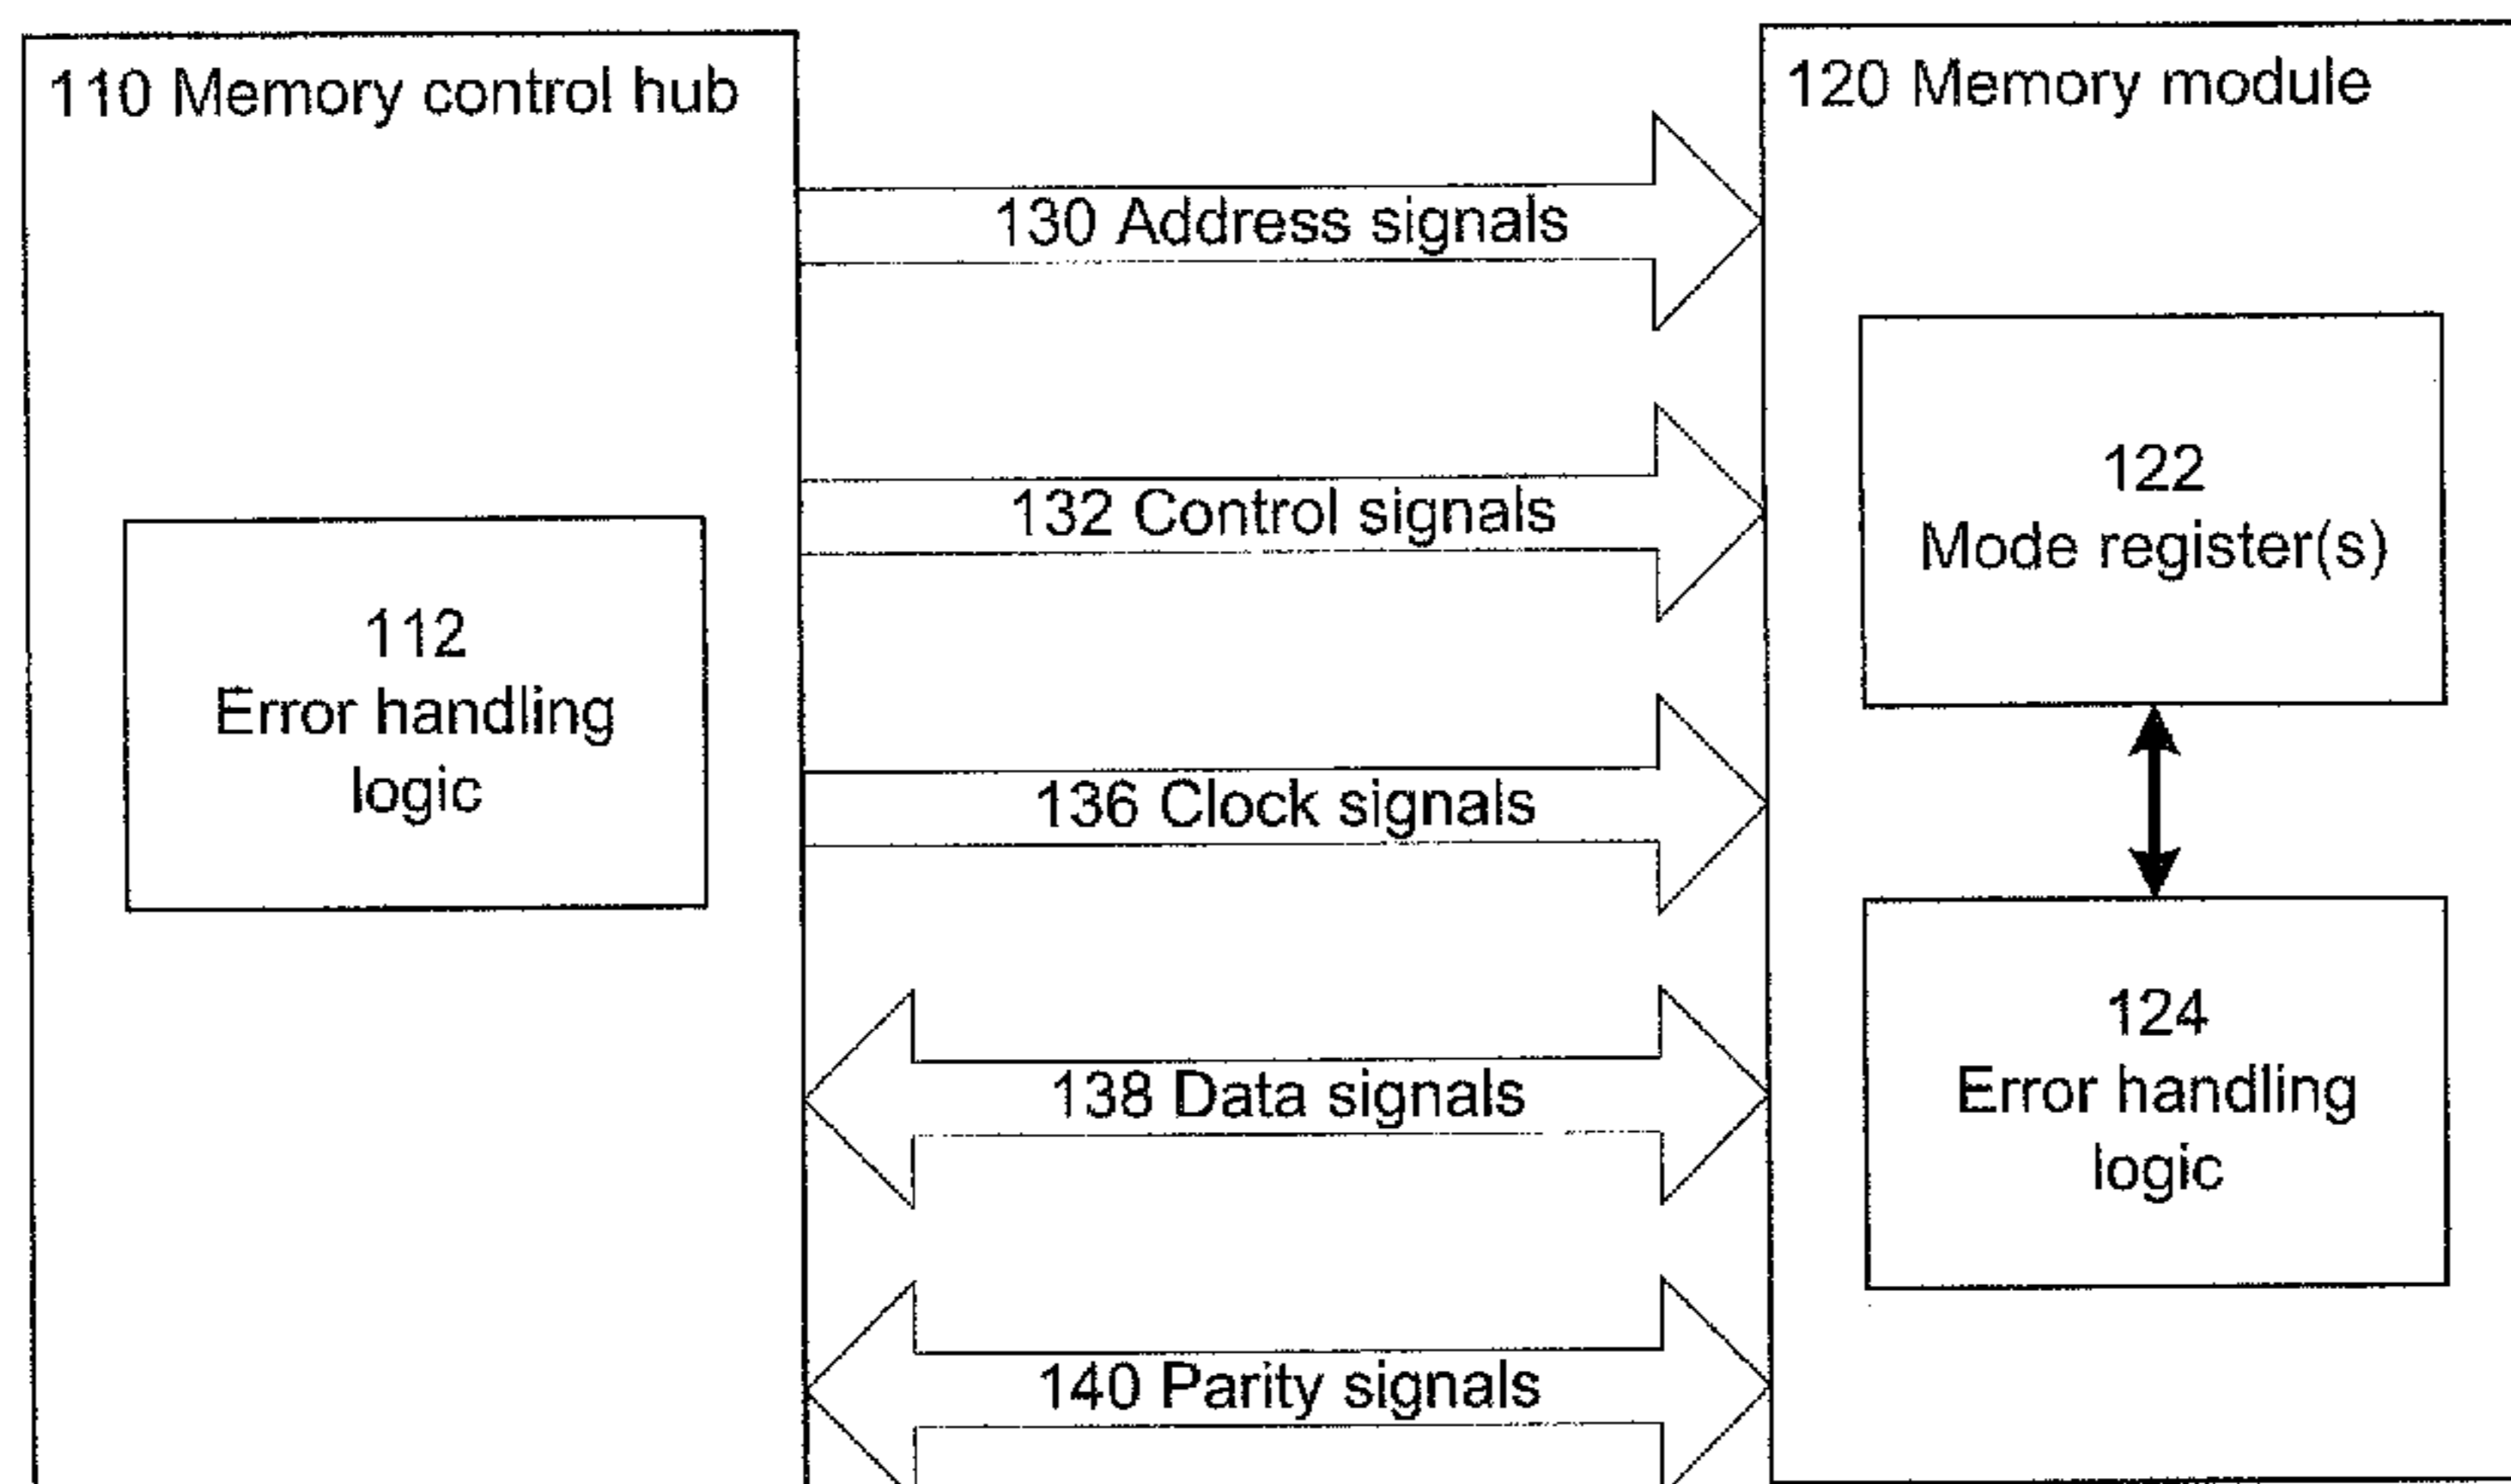 110 Memory control hub
120 Memory module
130 Address signals
132 Control signals
136 Clock signals
138 Data signals
140 Parity signals
112
Error handling
logic
122
Mode register(s)
124
Error handling
logic